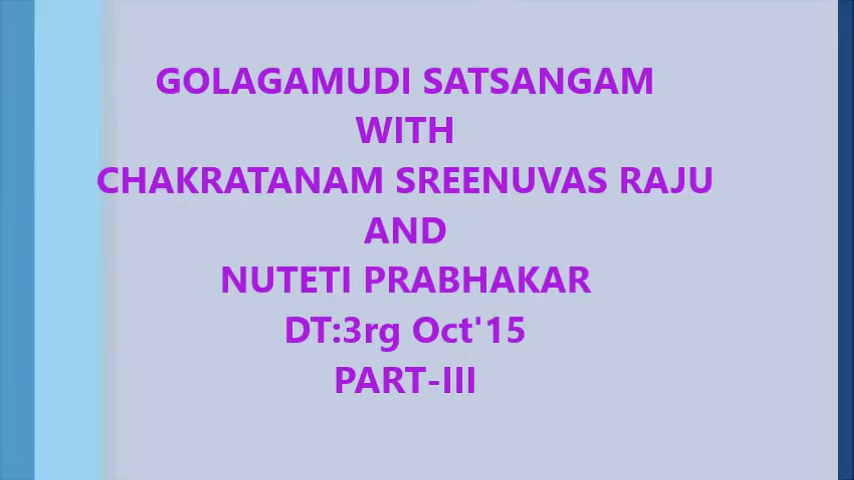 GOLAGAMUDI SATSANGAM
WITH
CHAKRATANAM SREENUVAS RAJU
AND
NUTETI PRABHAKAR
DT:3rg Oct'15
PART-III